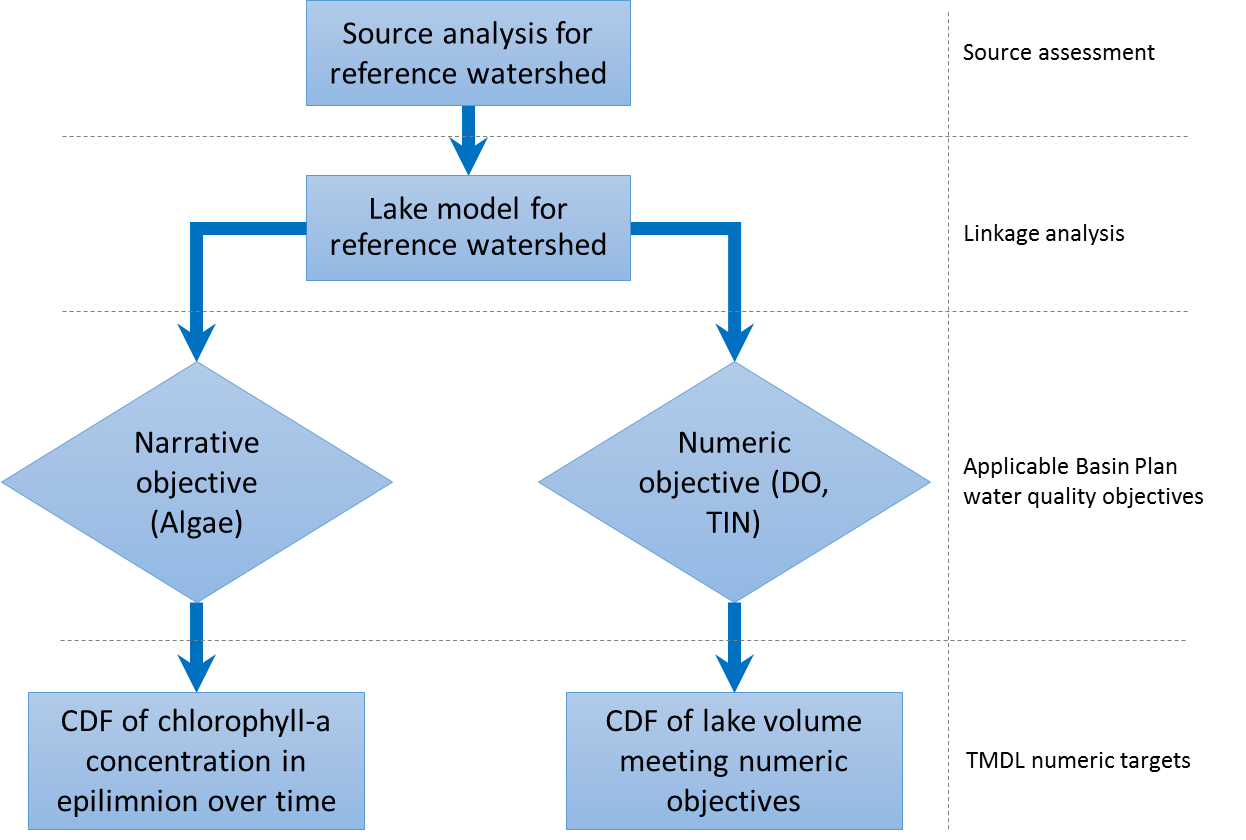 Source analysis for
reference watershed
Source assessment
Lake model for
reference watershed
Linkage analysis
Narrative
objective
(Algae)
Numeric
objective (DO,
TIN)
Applicable Basin Plan
water quality objectives
CDF of chlorophyll-a
concentration in
epilimnion over time
CDF of lake volume
meeting numeric
objectives
TMDL numeric targets